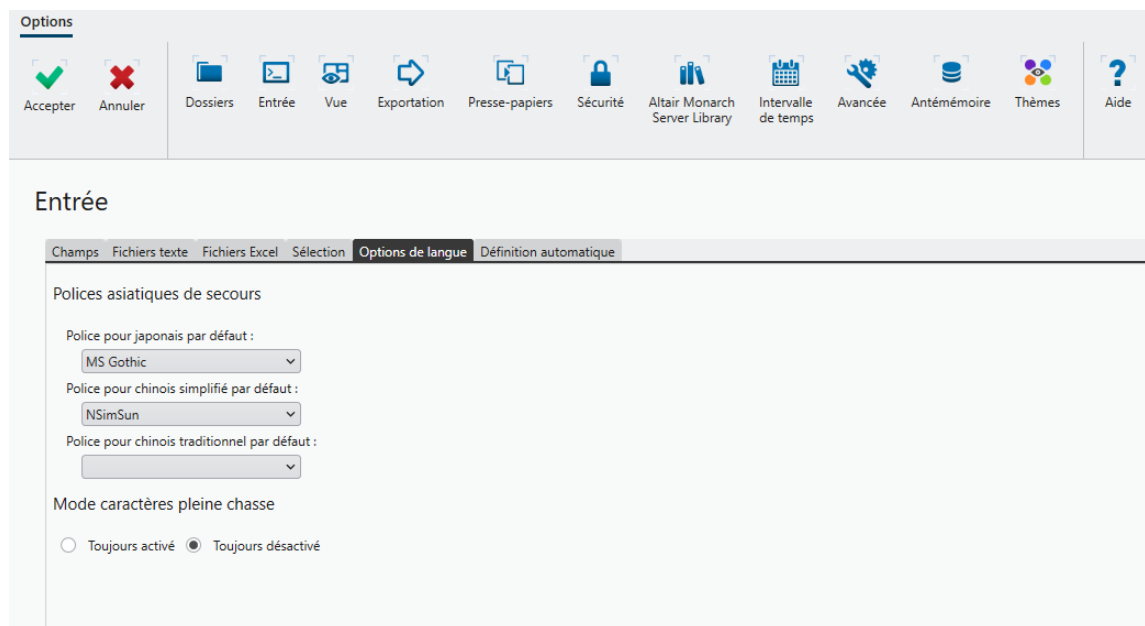 Options
Accepter
Annuler
Dossiers
Entrée
Vue
Exportation
Presse-papiers
Sécurité
Altair Monarch
Server Library
Intervalle
de temps
Avancée
Antémémoire
Thèmes
Aide
Entrée
Champs
Fichiers texte
Fichiers Excel
Sélection
Options de langue
Définition automatique
Polices asiatiques de secours
Police pour japonais par défaut :
MS Gothic
Police pour chinois simplifié par défaut :
NSimSun
Police pour chinois traditionnel par défaut :
Mode caractères pleine chasse
Toujours activé
Toujours désactivé